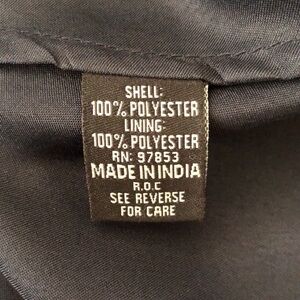 SHELL:
100% POLYESTER
LINING:
100% POLYESTER
RN: 97853
MADE IN INDIA
R.O.C
SEE REVERSE
FOR CARE